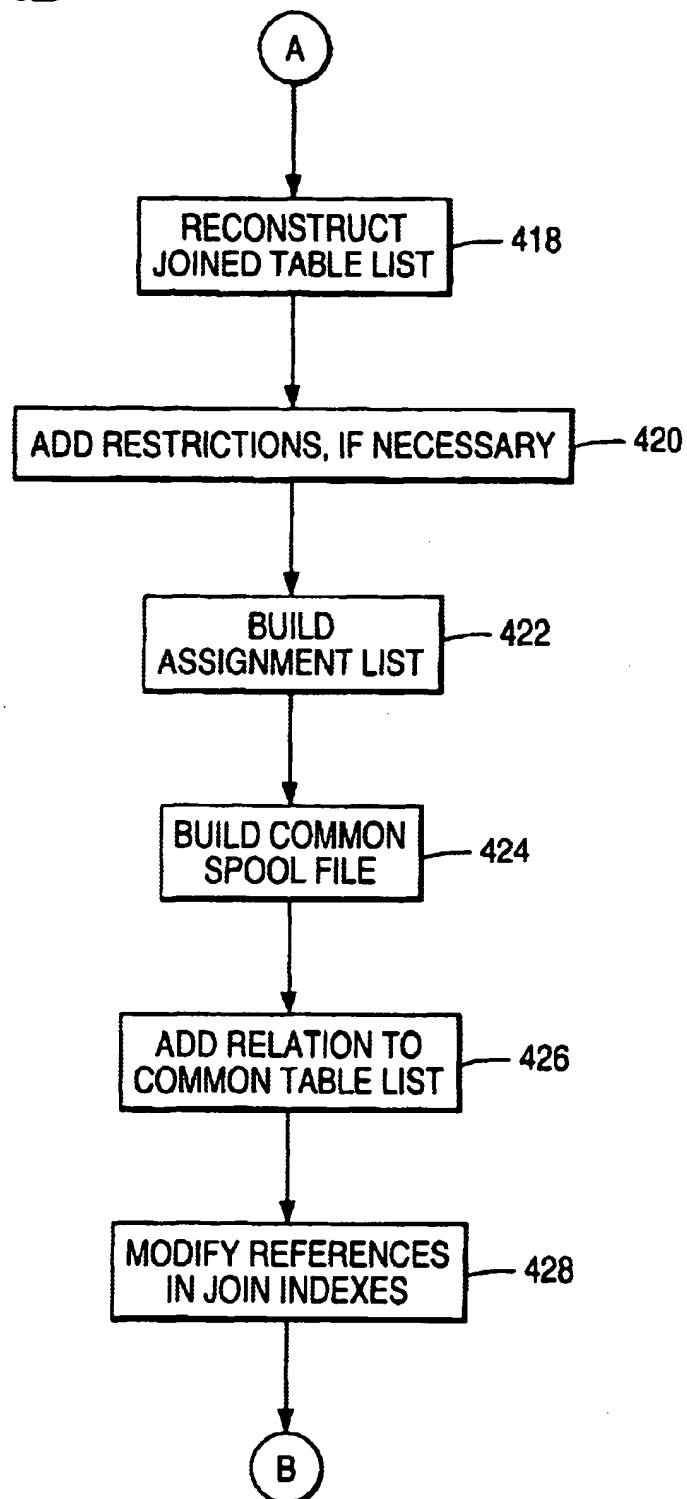 A
RECONSTRUCT
JOINED TABLE LIST
418
ADD RESTRICTIONS, IF NECESSARY
420
BUILD
ASSIGNMENT LIST
422
BUILD COMMON
SPOOL FILE
424
ADD RELATION TO
COMMON TABLE LIST
426
MODIFY REFERENCES
IN JOIN INDEXES
428
B